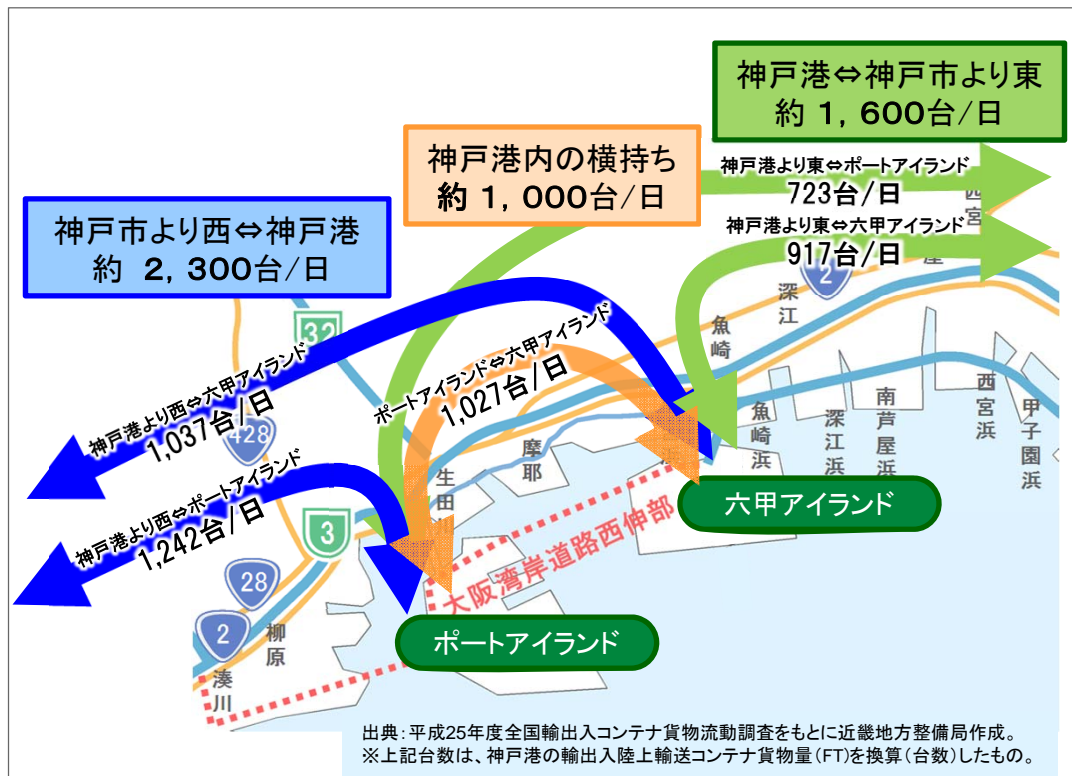 神戸港⇔神戸市より東
約 1, 600台/日
神戸港内の横持ち
約 1, 000台/日
神戸市より西⇔神戸港
約 2, 300台/日
神戸港より東⇔ポートアイランド
723台/日
神戸港より東⇔六甲アイランド
917台/日
西宮
2
深江
魚崎
32
神戸港より西⇔六甲アイランド
1,037台/日
428
ポートアイランド⇔六甲アイランド
1,027台/日
神戸港より西⇔ポートアイランド
1,242台/日
3
28
2
柳原
湊川
生田川
摩耶
魚崎浜
深江浜
南芦屋浜
西宮浜
甲子園浜
六甲アイランド
大阪湾岸道路西伸部
ポートアイランド
出典:平成25年度全国輸出入コンテナ貨物流動調査をもとに近畿地方整備局作成。
※上記台数は、神戸港の輸出入陸上輸送コンテナ貨物量(FT)を換算(台数)したもの。